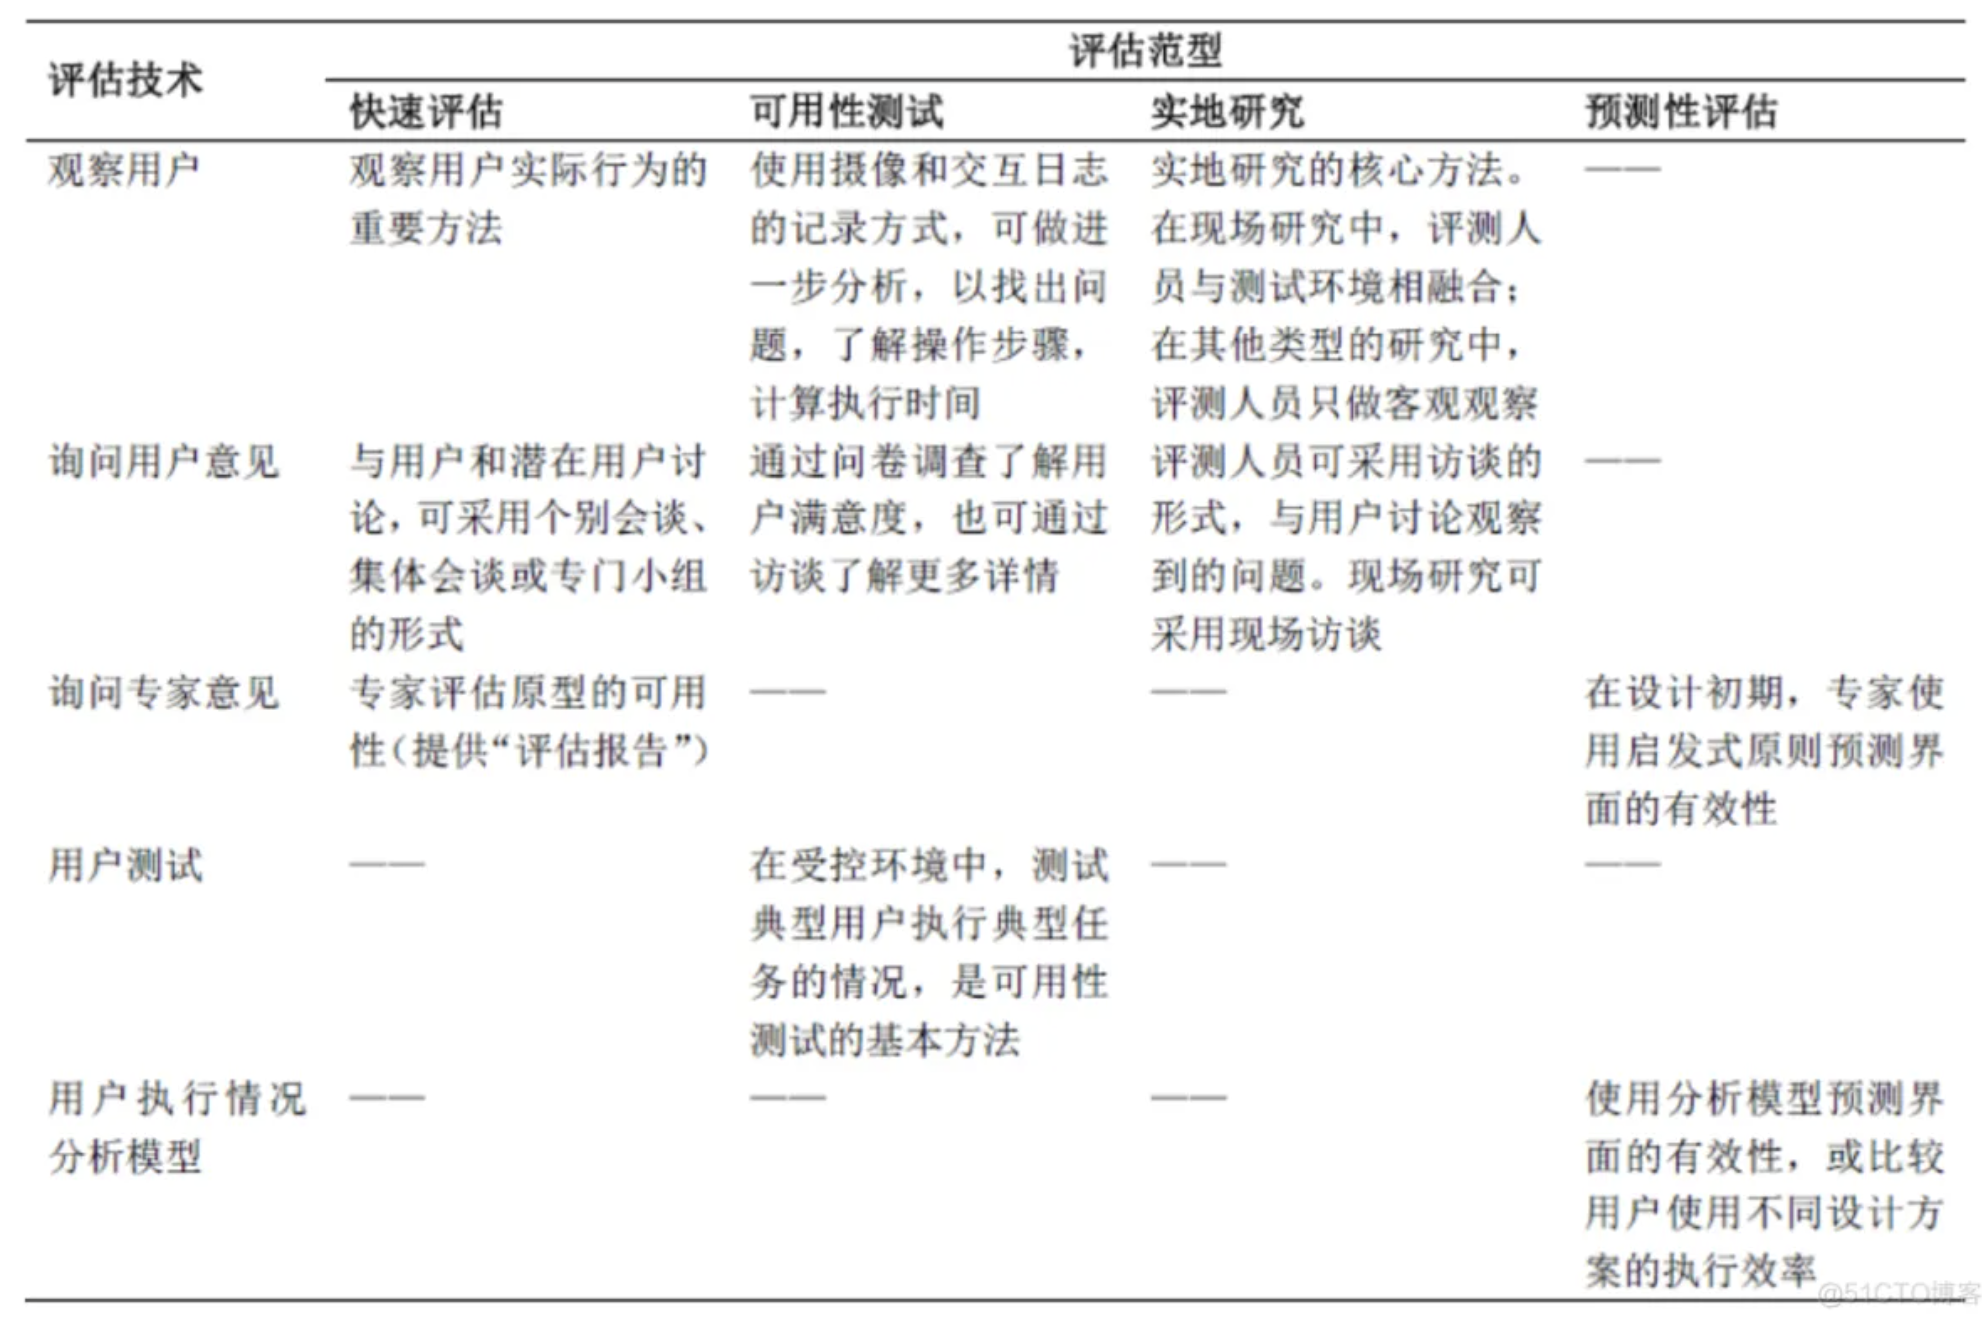 评估技术
评估范型
快速评估
可用性测试
实地研究
预测性评估
观察用户
观察用户实际行为的
重要方法
使用摄像和交互日志
的记录方式，可做进
一步分析，以找出问
题，了解操作步骤，
计算执行时间
实地研究的核心方法。
在现场研究中，评测人
员与测试环境相融合；
在其他类型的研究中，
评测人员只做客观观察
——
询问用户意见
与用户和潜在用户讨
论，可采用个别会谈、
集体会谈或专门小组
的形式
通过问卷调查了解用
户满意度，也可通过
访谈了解更多详情
评测人员可采用访谈的
形式，与用户讨论观察
到的问题。现场研究可
采用现场访谈
——
询问专家意见
专家评估原型的可用
性（提供“评估报告”）
——
——
在设计初期，专家使
用启发式原则预测界
面的有效性
用户测试
——
在受控环境中，测试
典型用户执行典型任
务的情况，是可用性
测试的基本方法
——
——
用户执行情况
分析模型
——
——
——
使用分析模型预测界
面的有效性，或比较
用户使用不同设计方
案的执行效率
@51CTO博客